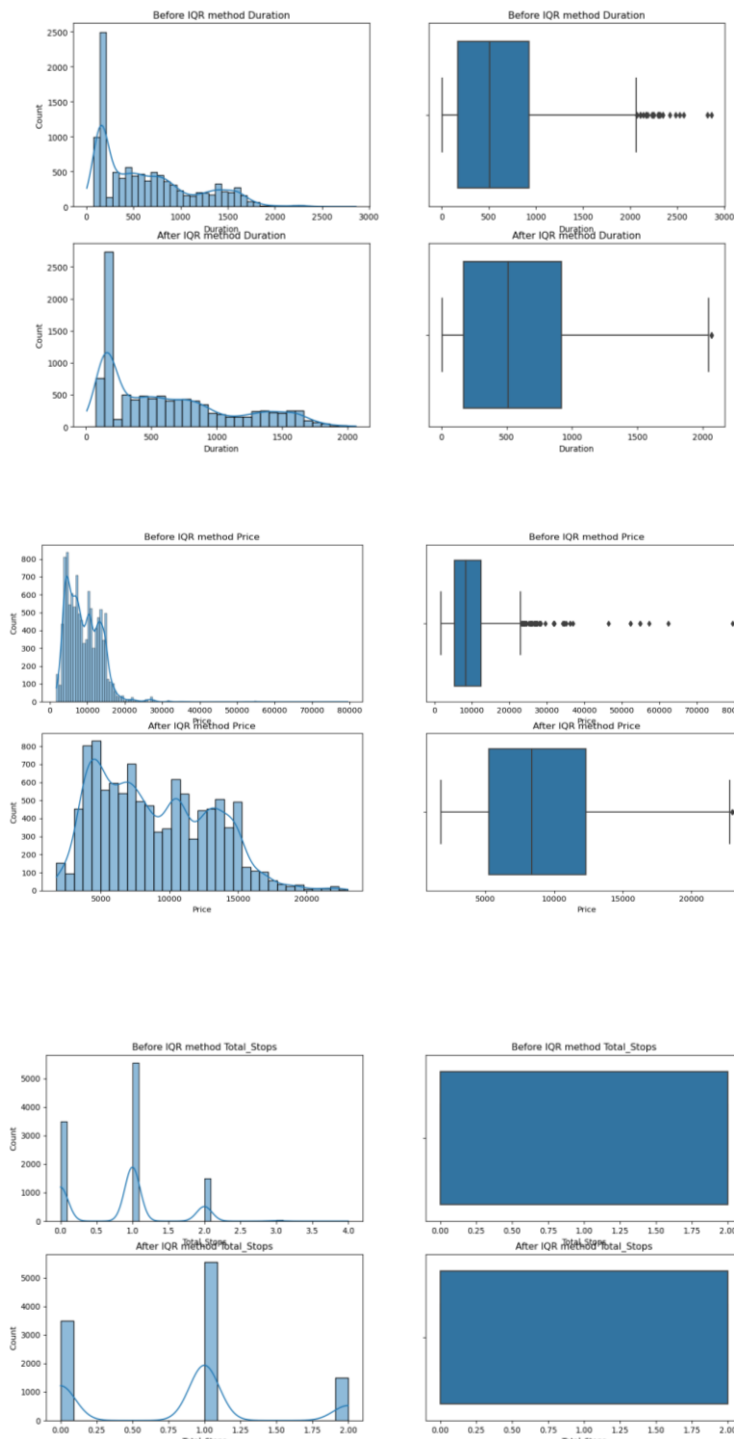 Before IQR method Duration
Before IQR method Duration
2500
2000
1500
1000
500
0
Count
0 500 1000 1500 2000 2500 3000
Duration
0 500 1000 1500 2000 2500 3000
Duration
After IQR method Duration
After IQR method Duration
2500
2000
1500
1000
500
0
Count
0 500 1000 1500 2000
Duration
0 500 1000 1500 2000
Duration
Before IQR method Price
Before IQR method Price
800
700
600
500
400
300
200
100
0
Count
0 10000 20000 30000 40000 50000 60000 70000 80000
Price
0 10000 20000 30000 40000 50000 60000 70000
Price
After IQR method Price
After IQR method Price
800
700
600
500
400
300
200
100
0
Count
5000 10000 15000 20000
Price
5000 10000 15000 20000
Price
Before IQR method Total_Stops
Before IQR method Total_Stops
5000
4000
3000
2000
1000
0
Count
0.0 0.5 1.0 1.5 2.0 2.5 3.0 3.5 4.0
Total_Stops
0.00 0.25 0.50 0.75 1.00 1.25 1.50 1.75 2.00
Total_Stops
After IQR method Total_Stops
After IQR method Total_Stops
5000
4000
3000
2000
1000
0
Count
0.00 0.25 0.50 0.75 1.00 1.25 1.50 1.75 2.00
Total_Stops
0.00 0.25 0.50 0.75 1.00 1.25 1.50 1.75 2.00
Total_Stops